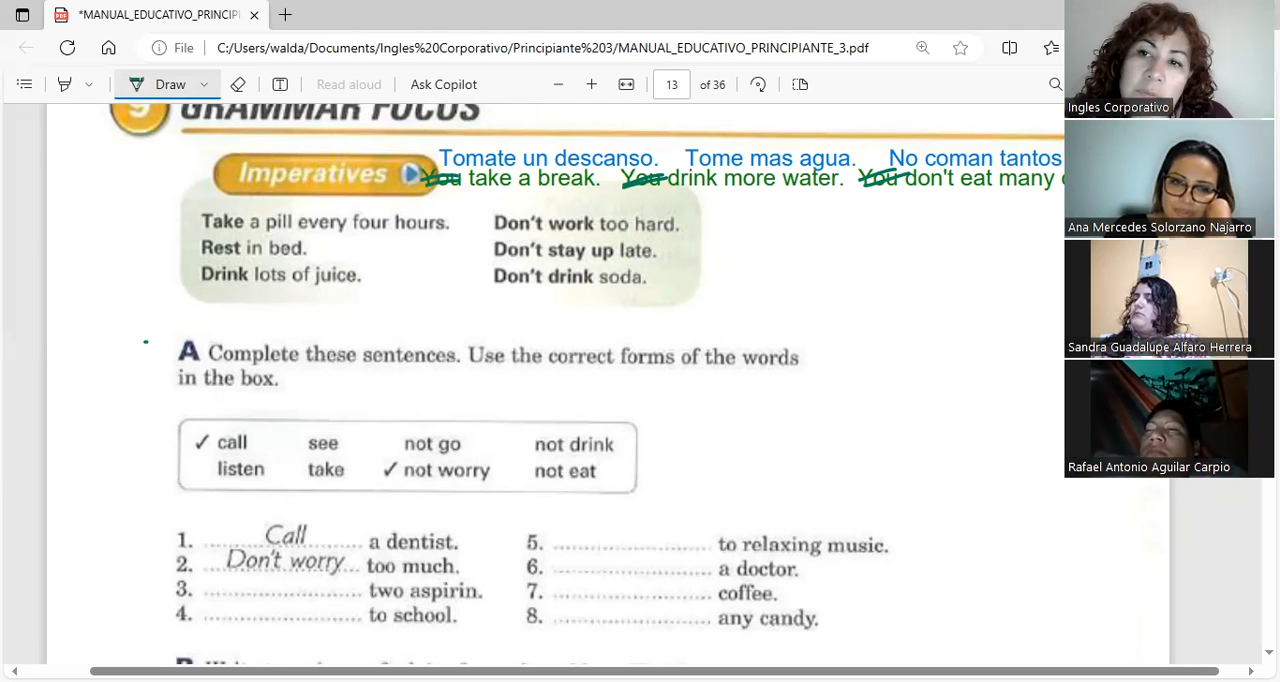 *MANUAL_EDUCATIVO_PRINCIPI
File C:/Users/walda/Documents/Ingles%20Corporativo/Principiante%203/MANUAL_EDUCATIVO_PRINCIPIANTE_3.pdf
Draw Read aloud Ask Copilot 13 of 36
9 GRAMMAR FOCUS
Tomate un descanso. Tome mas agua. No coman tantos
Imperatives You take a break. You drink more water. You don't eat many
Take a pill every four hours. Don't work too hard.
Rest in bed. Don't stay up late.
Drink lots of juice. Don't drink soda.
A Complete these sentences. Use the correct forms of the words
in the box.
✓ call see not go not drink
listen take ✓ not worry not eat
1. Call a dentist. 5. to relaxing music.
2. Don't worry too much. 6. a doctor.
3. two aspirin. 7. coffee.
4. to school. 8. any candy.
Ingles Corporativo
Ana Mercedes Solorzano Najarro
Sandra Guadalupe Alfaro Herrera
Rafael Antonio Aguilar Carpio